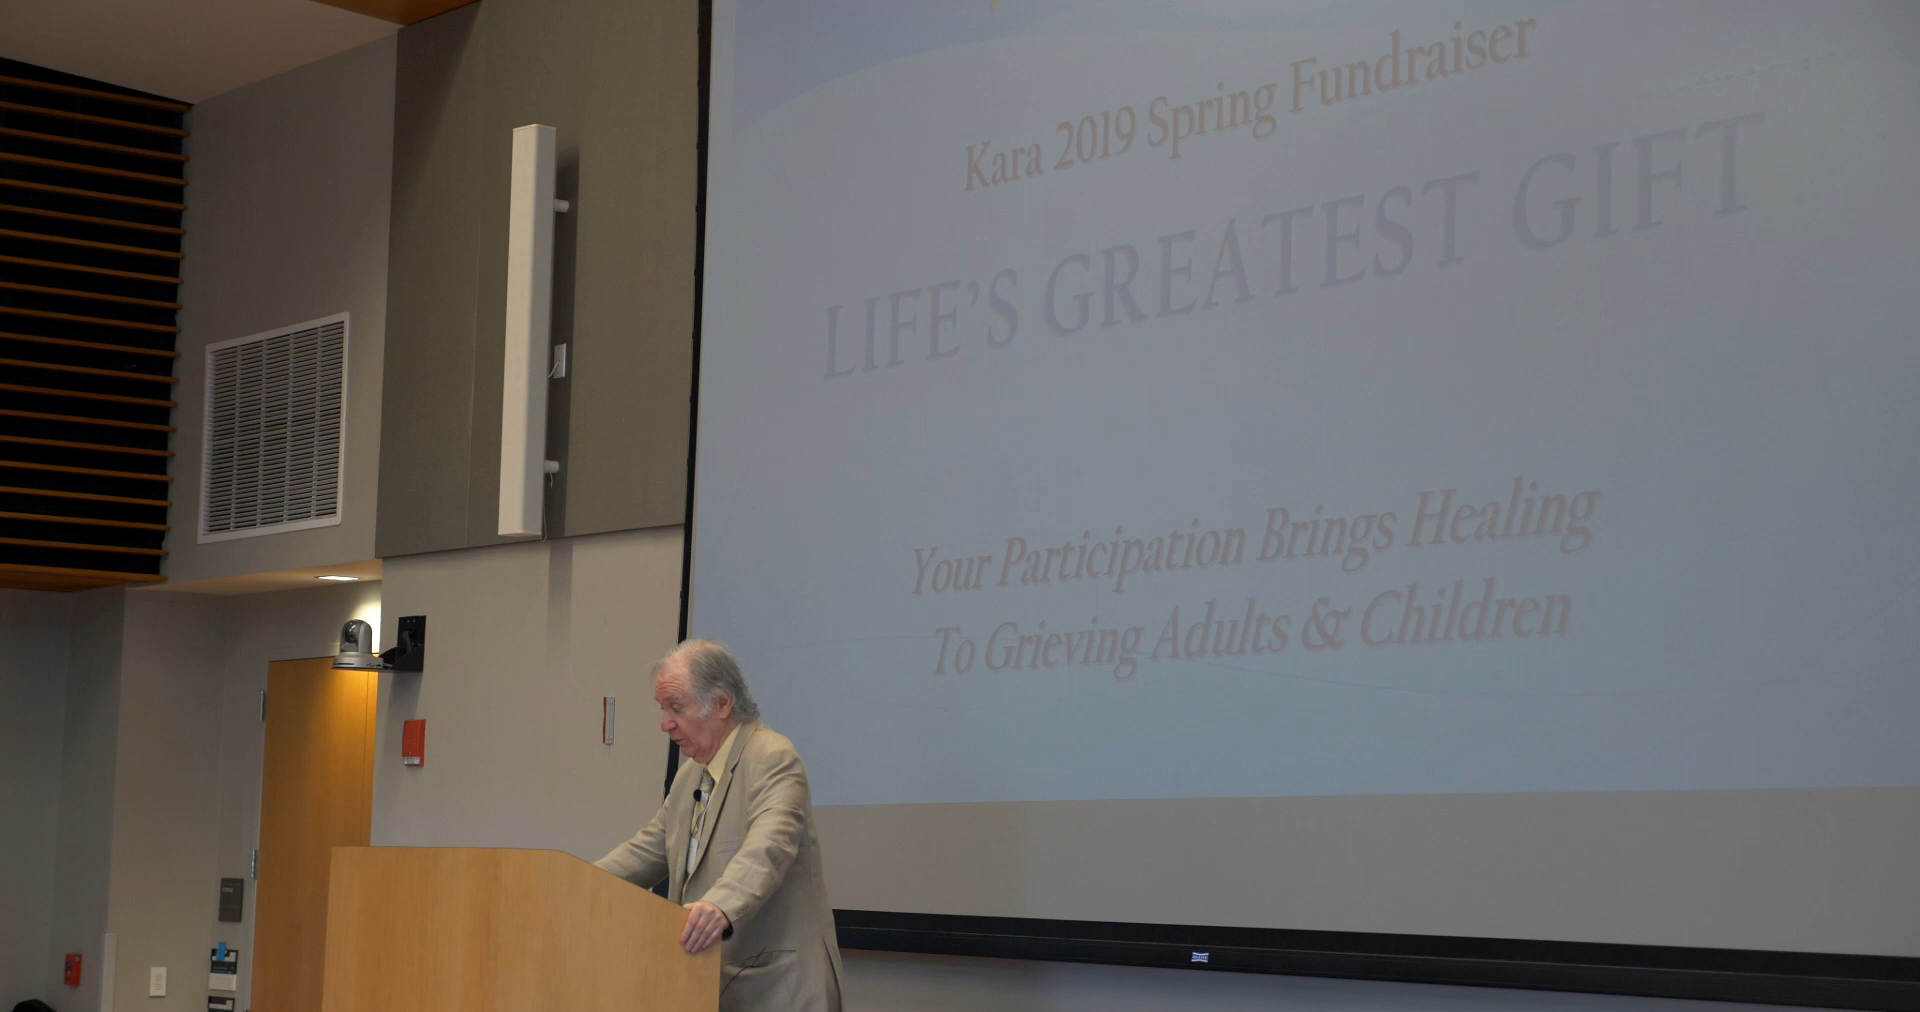 Kara 2019 Spring Fundraiser
LIFE'S GREATEST GIFT
Your Participation Brings Healing
To Grieving Adults & Children